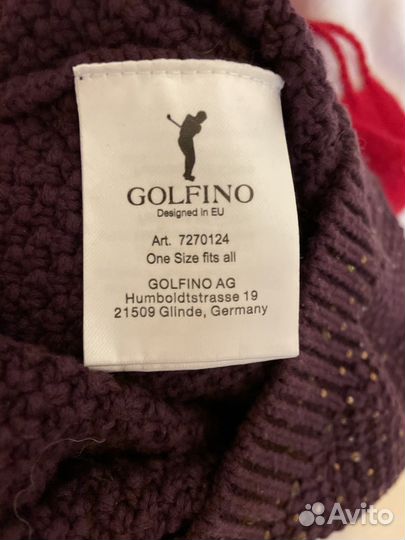 GOLFINO
Designed in EU
Art. 7270124
One Size fits all
GOLFINO AG
Humboldtstrasse 19
21509 Glinde, Germany
Avito